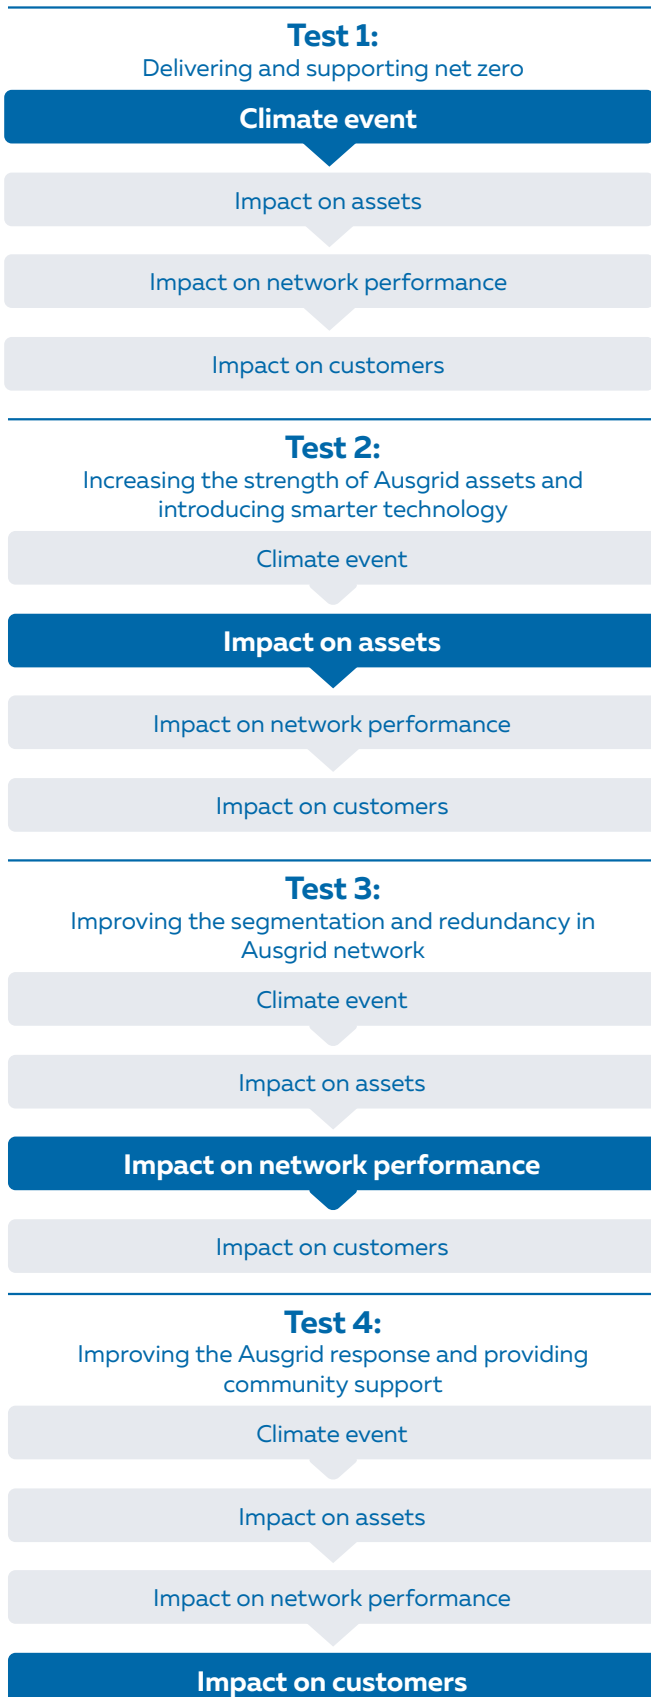 Test 1:
Delivering and supporting net zero
Climate event
Impact on assets
Impact on network performance
Impact on customers
Test 2:
Increasing the strength of Ausgrid assets and
introducing smarter technology
Climate event
Impact on assets
Impact on network performance
Impact on customers
Test 3:
Improving the segmentation and redundancy in
Ausgrid network
Climate event
Impact on assets
Impact on network performance
Impact on customers
Test 4:
Improving the Ausgrid response and providing
community support
Climate event
Impact on assets
Impact on network performance
Impact on customers